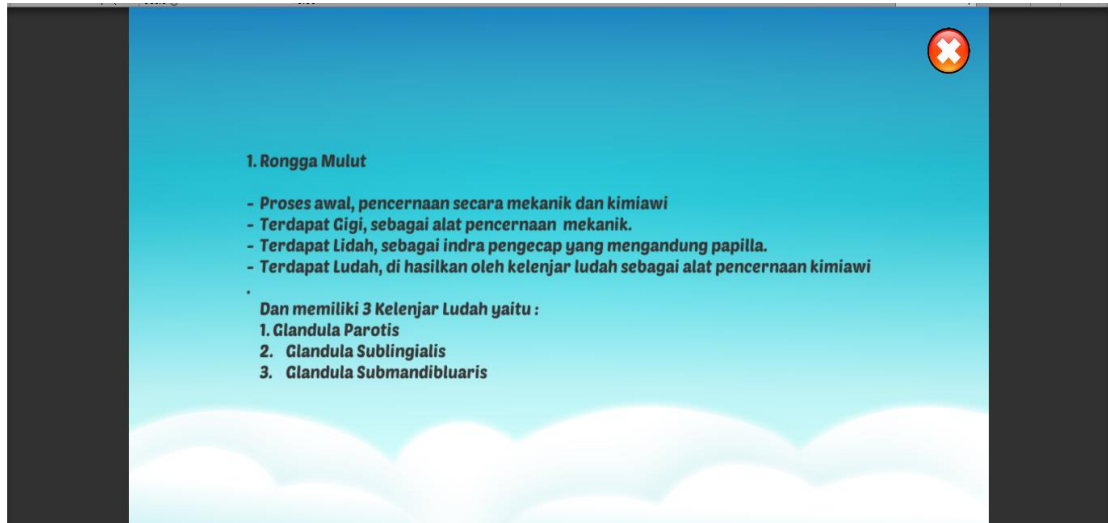 1. Rongga Mulut
- Proses awal, pencernaan secara mekanik dan kimiawi
- Terdapat Gigi, sebagai alat pencernaan mekanik.
- Terdapat Lidah, sebagai indra pengecap yang mengandung papilla.
- Terdapat Ludah, di hasilkan oleh kelenjar ludah sebagai alat pencernaan kimiawi
.
Dan memiliki 3 Kelenjar Ludah yaitu :
1. Glandula Parotis
2. Glandula Sublingialis
3. Glandula Submandibluaris